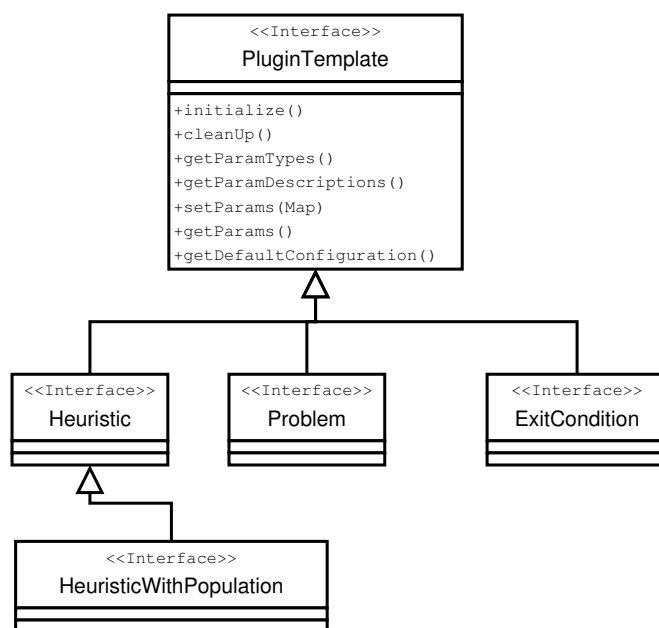 <<Interface>>
PluginTemplate
+initialize()
+cleanUp()
+getParamTypes()
+getParamDescriptions()
+setParams(Map)
+getParams()
+getDefaultConfiguration()
<<Interface>>
Heuristic
<<Interface>>
Problem
<<Interface>>
ExitCondition
<<Interface>>
HeuristicWithPopulation